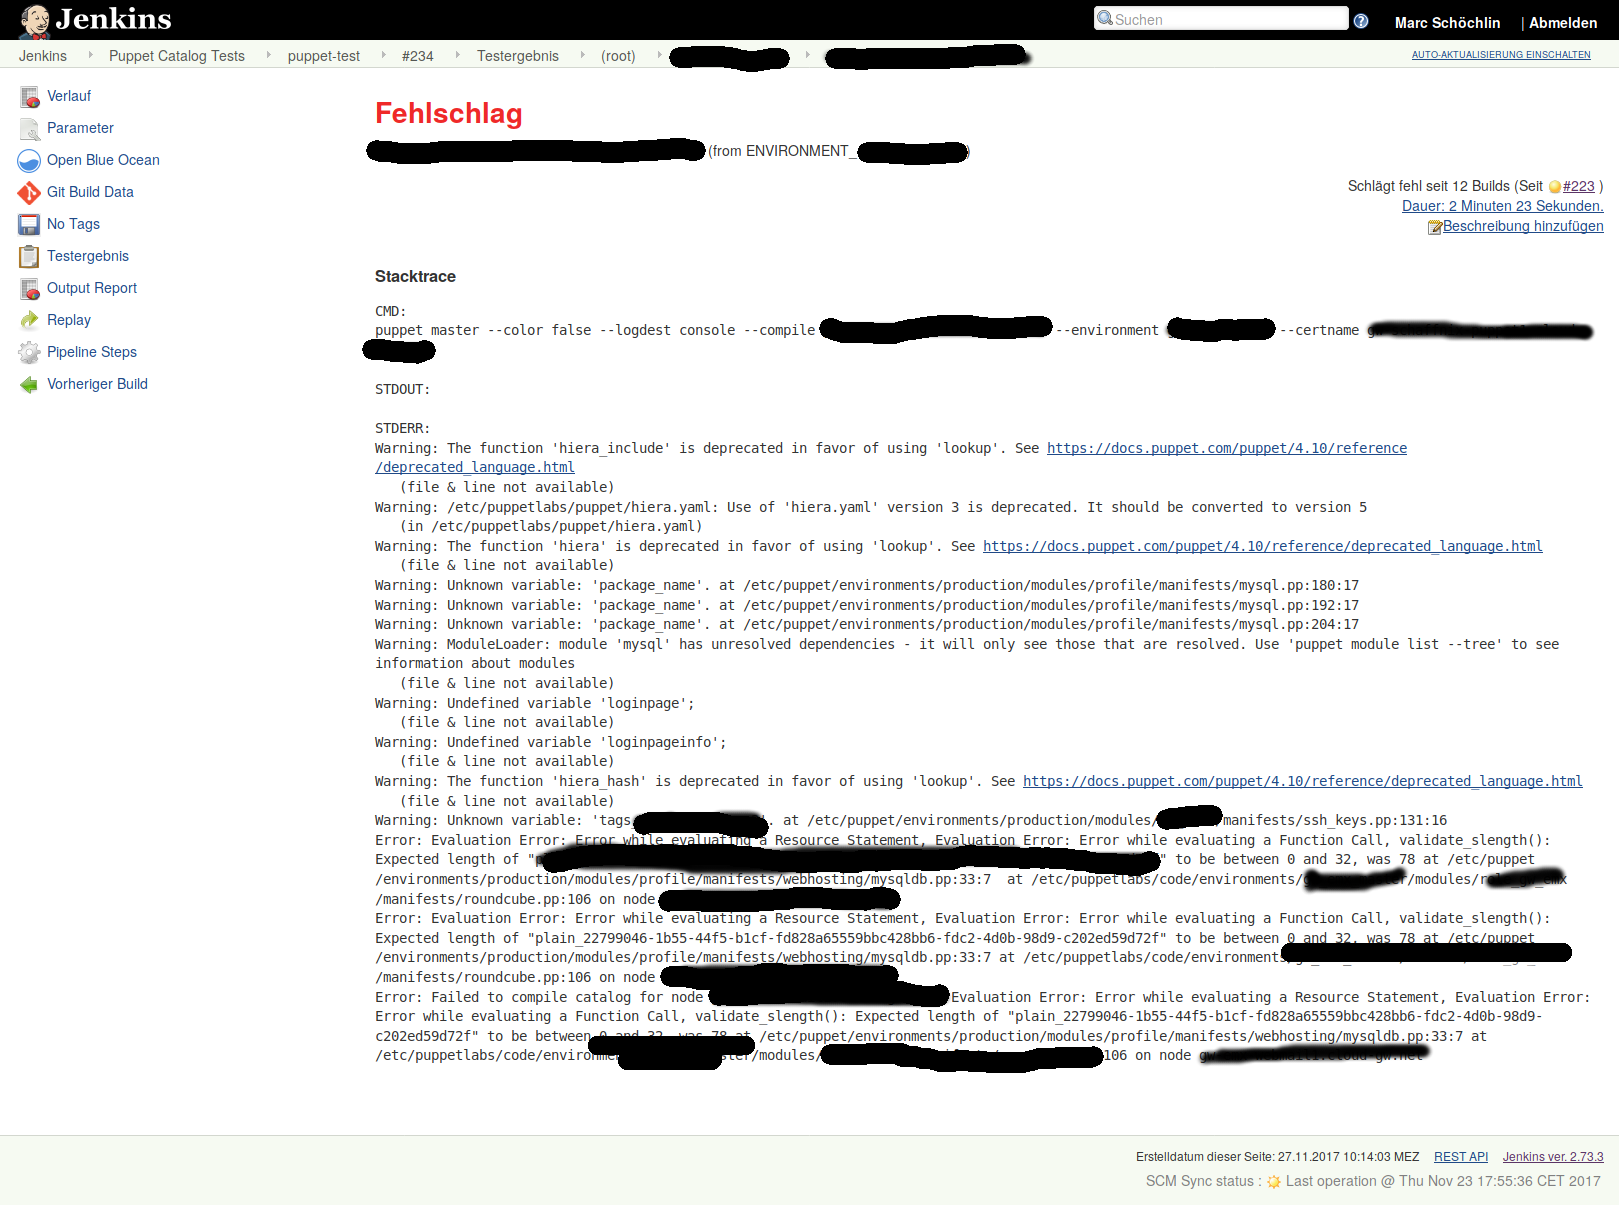 Jenkins
Suchen
Marc Schöchlin
| Abmelden
Jenkins
Puppet Catalog Tests
puppet-test
#234
Testergebnis
(root)
AUTO-AKTUALISIERUNG EINSCHALTEN
Verlauf
Parameter
Open Blue Ocean
Git Build Data
No Tags
Testergebnis
Output Report
Replay
Pipeline Steps
Vorheriger Build
Fehlschlag
(from ENVIRONMENT_ )
Schlägt fehl seit 12 Builds (Seit #223 )
Dauer: 2 Minuten 23 Sekunden.
Beschreibung hinzufügen
Stacktrace
CMD:
puppet master --color false --logdest console --compile --environment --certname
STDOUT:
STDERR:
Warning: The function 'hiera_include' is deprecated in favor of using 'lookup'. See https://docs.puppet.com/puppet/4.10/reference
/deprecated_language.html
(file & line not available)
Warning: /etc/puppetlabs/puppet/hiera.yaml: Use of 'hiera.yaml' version 3 is deprecated. It should be converted to version 5
(in /etc/puppetlabs/puppet/hiera.yaml)
Warning: The function 'hiera' is deprecated in favor of using 'lookup'. See https://docs.puppet.com/puppet/4.10/reference/deprecated_language.html
(file & line not available)
Warning: Unknown variable: 'package_name'. at /etc/puppet/environments/production/modules/profile/manifests/mysql.pp:180:17
Warning: Unknown variable: 'package_name'. at /etc/puppet/environments/production/modules/profile/manifests/mysql.pp:192:17
Warning: Unknown variable: 'package_name'. at /etc/puppet/environments/production/modules/profile/manifests/mysql.pp:204:17
Warning: ModuleLoader: module 'mysql' has unresolved dependencies - it will only see those that are resolved. Use 'puppet module list --tree' to see
information about modules
(file & line not available)
Warning: Undefined variable 'loginpage';
(file & line not available)
Warning: Undefined variable 'loginpageinfo';
(file & line not available)
Warning: The function 'hiera_hash' is deprecated in favor of using 'lookup'. See https://docs.puppet.com/puppet/4.10/reference/deprecated_language.html
(file & line not available)
Warning: Unknown variable: 'tags '. at /etc/puppet/environments/production/modules/ manifests/ssh_keys.pp:131:16
Error: Evaluation Error: Error while evaluating a Resource Statement, Evaluation Error: Error while evaluating a Function Call, validate_slength():
Expected length of " " to be between 0 and 32, was 78 at /etc/puppet
/environments/production/modules/profile/manifests/webhosting/mysqldb.pp:33:7 at /etc/puppetlabs/code/environments/ /modules/
/manifests/roundcube.pp:106 on node
Error: Evaluation Error: Error while evaluating a Resource Statement, Evaluation Error: Error while evaluating a Function Call, validate_slength():
Expected length of "plain_22799046-1b55-44f5-b1cf-fd828a65559bbc428bb6-fdc2-4d0b-98d9-c202ed59d72f" to be between 0 and 32, was 78 at /etc/puppet
/environments/production/modules/profile/manifests/webhosting/mysqldb.pp:33:7 at /etc/puppetlabs/code/environments
/manifests/roundcube.pp:106 on node
Error: Failed to compile catalog for node Evaluation Error: Error while evaluating a Resource Statement, Evaluation Error:
Error while evaluating a Function Call, validate_slength(): Expected length of "plain_22799046-1b55-44f5-b1cf-fd828a65559bbc428bb6-fdc2-4d0b-98d9-
c202ed59d72f" to be between 0 and 32, was 78 at /etc/puppet/environments/production/modules/profile/manifests/webhosting/mysqldb.pp:33:7 at
/etc/puppetlabs/code/environme /modules/ 106 on node
Erstelldatum dieser Seite: 27.11.2017 10:14:03 MEZ
REST API
Jenkins ver. 2.73.3
SCM Sync status : Last operation @ Thu Nov 23 17:55:36 CET 2017